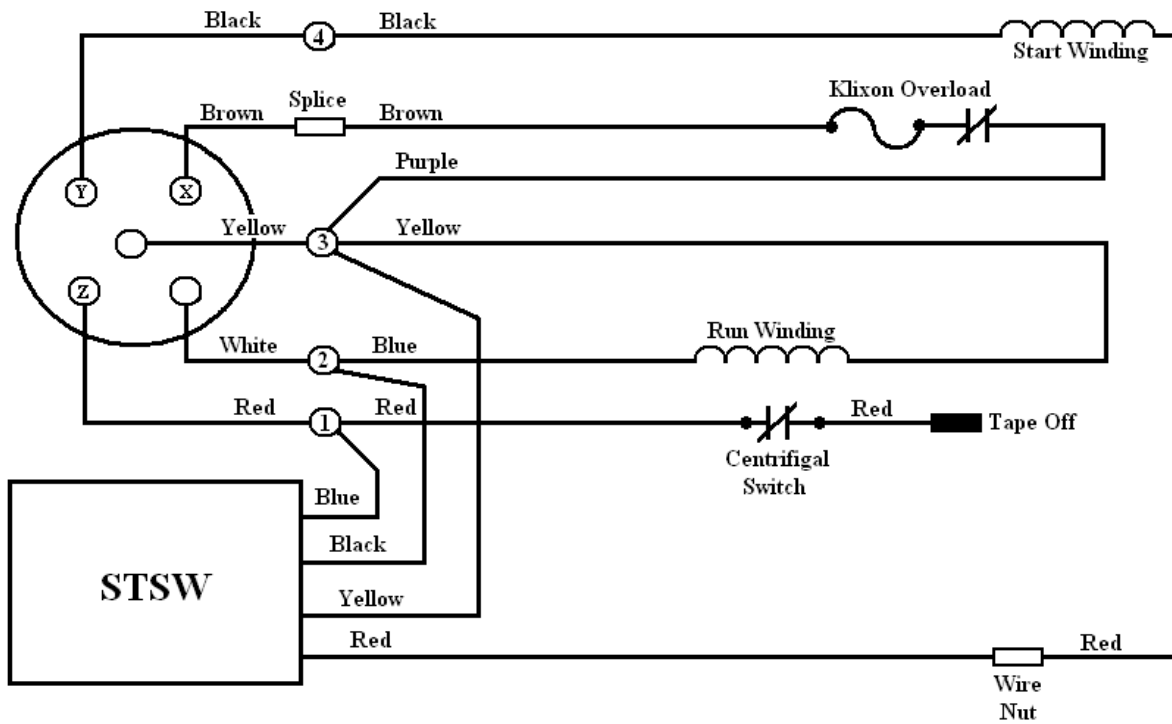 Black
Black
4
Start Winding
Klixon Overload
Splice
Brown
Brown
Purple
Y
X
Yellow
3
Yellow
Z
Run Winding
White
2
Blue
Red
1
Red
Red
Tape Off
Centrifigal
Switch
Blue
Black
STSW
Yellow
Red
Red
Wire
Nut